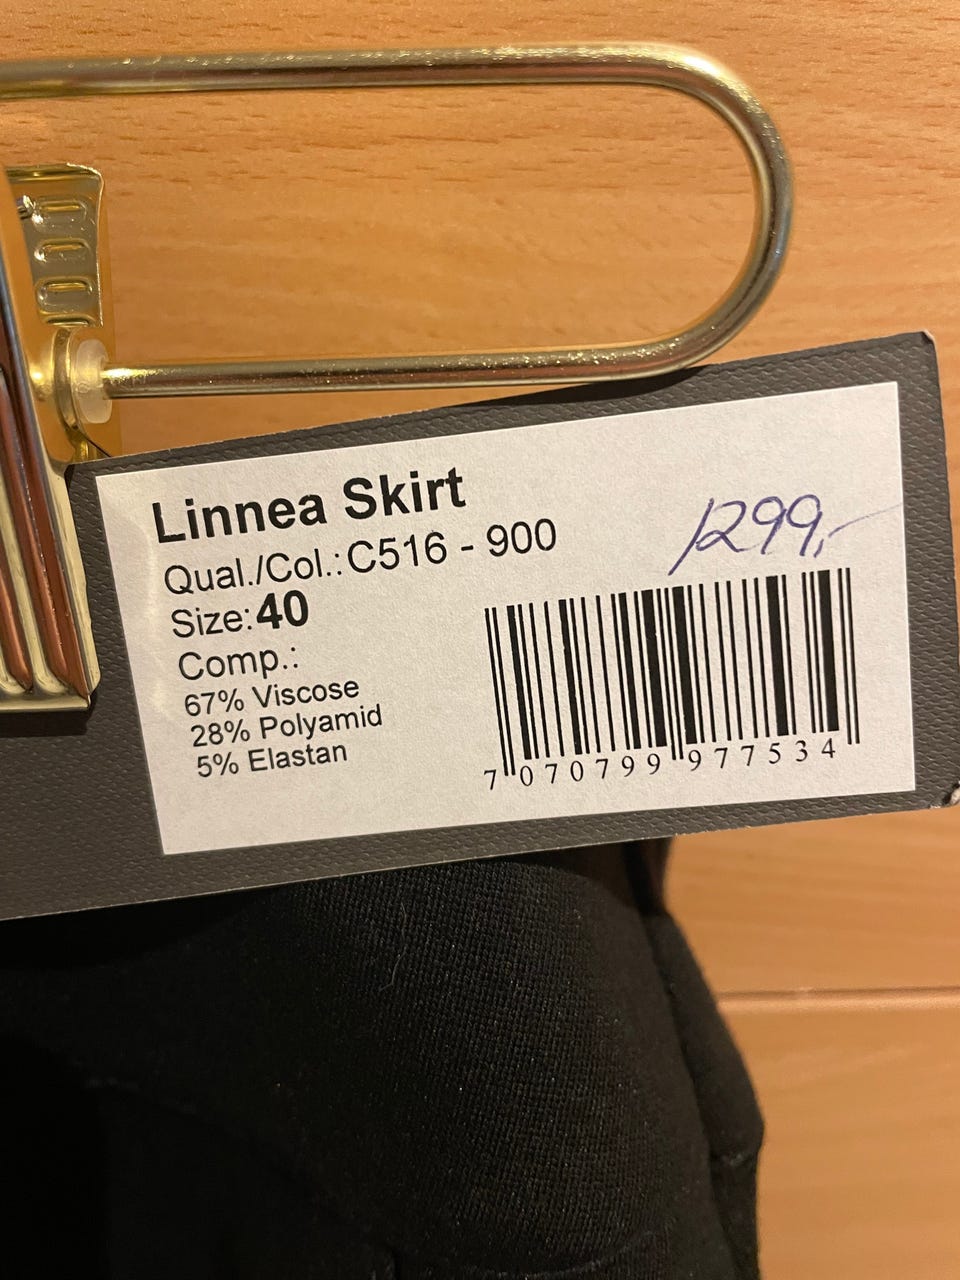 Linnea Skirt
Qual./Col.: C516 - 900
1299,-
Size: 40
Comp.:
67% Viscose
28% Polyamid
5% Elastan
7 070799 977534